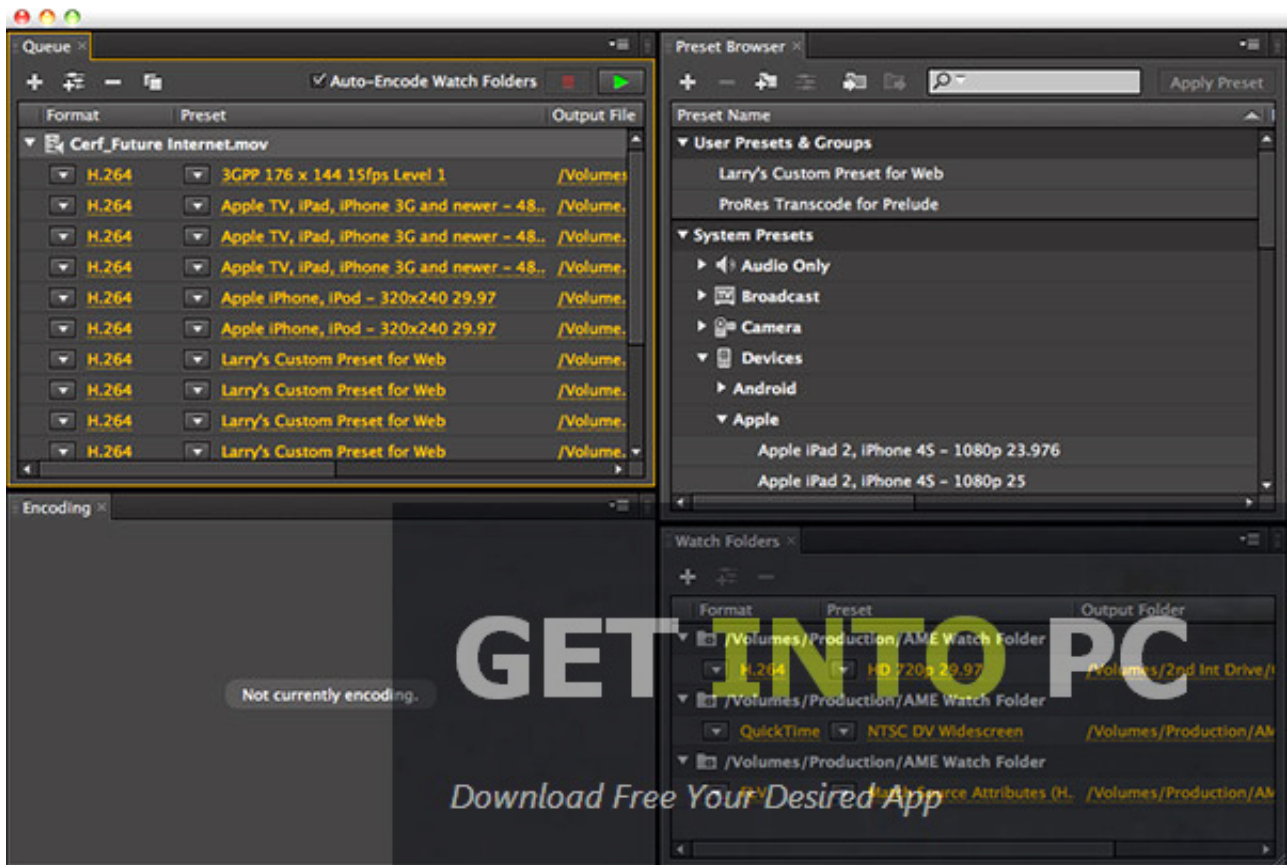 Queue
Auto-Encode Watch Folders
Format Preset Output File
Cerf_Future Internet.mov
H.264 3GPP 176 x 144 15fps Level 1 /Volumes
H.264 Apple TV, iPad, iPhone 3G and newer – 48.. /Volume.
H.264 Apple TV, iPad, iPhone 3G and newer – 48.. /Volume.
H.264 Apple TV, iPad, iPhone 3G and newer – 48.. /Volume.
H.264 Apple iPhone, iPod – 320x240 29.97 /Volume.
H.264 Apple iPhone, iPod – 320x240 29.97 /Volume.
H.264 Larry's Custom Preset for Web /Volume.
H.264 Larry's Custom Preset for Web /Volume.
H.264 Larry's Custom Preset for Web /Volume.
H.264 Larry's Custom Preset for Web /Volume.
Encoding
Not currently encoding.
Preset Browser
Apply Preset
Preset Name
User Presets & Groups
Larry's Custom Preset for Web
ProRes Transcode for Prelude
System Presets
Audio Only
Broadcast
Camera
Devices
Android
Apple
Apple iPad 2, iPhone 4S – 1080p 23.976
Apple iPad 2, iPhone 4S – 1080p 25
Watch Folders
Format Preset Output Folder
/Volumes/Production/AME Watch Folder
H.264 HD 720p 29.97 /Volumes/2nd Int Drive/
/Volumes/Production/AME Watch Folder
QuickTime NTSC DV Widescreen /Volumes/Production/AM
/Volumes/Production/AME Watch Folder
Source Attributes (H.. /Volumes/Production/AM
GET INTO PC
Download Free Your Desired App